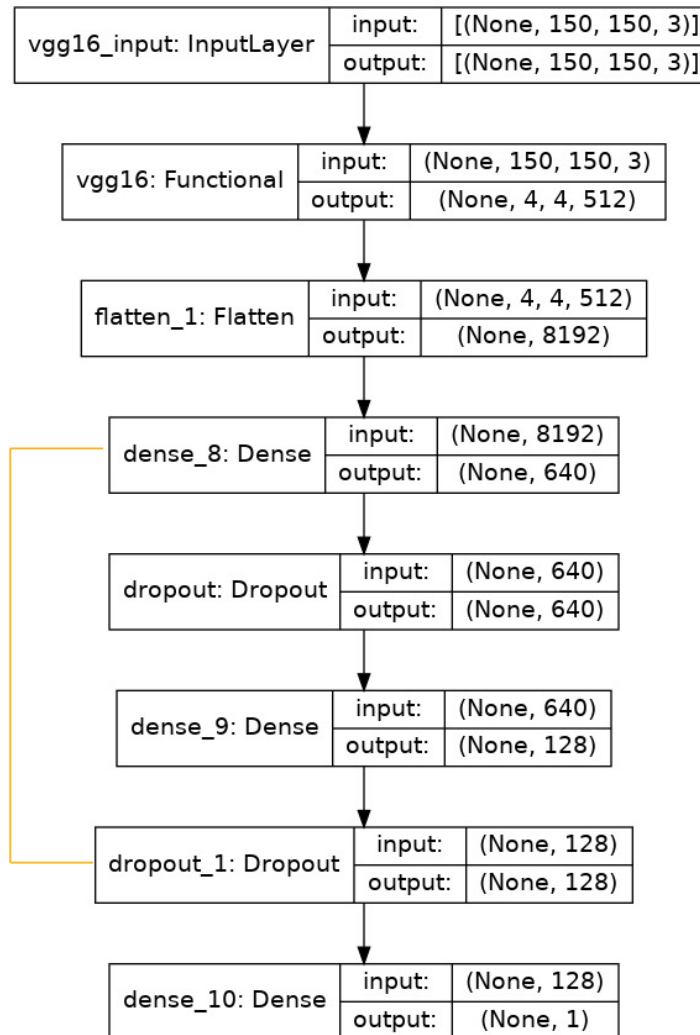 vgg16_input: InputLayer input: [(None, 150, 150, 3)]
output: [(None, 150, 150, 3)]
vgg16: Functional input: (None, 150, 150, 3)
output: (None, 4, 4, 512)
flatten_1: Flatten input: (None, 4, 4, 512)
output: (None, 8192)
dense_8: Dense input: (None, 8192)
output: (None, 640)
dropout: Dropout input: (None, 640)
output: (None, 640)
dense_9: Dense input: (None, 640)
output: (None, 128)
dropout_1: Dropout input: (None, 128)
output: (None, 128)
dense_10: Dense input: (None, 128)
output: (None, 1)